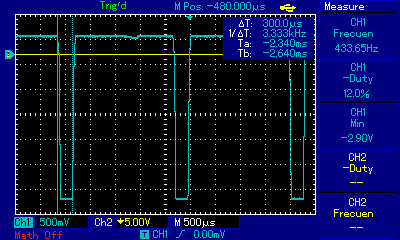 Trig'd M Pos: -480.000µs Measure
ΔT: 300.0µs
1/ΔT: 3.333kHz
Ta: -2.340ms
Tb: -2.640ms
CH1
Frecuen
433.65Hz
CH1
-Duty
12.0%
CH1
Min
-2.90V
CH2
-Duty
--
CH2
Frecuen
--
Ch1 500mV Ch2 5.00V M 500µs
Math Off T CH1 0.00mV